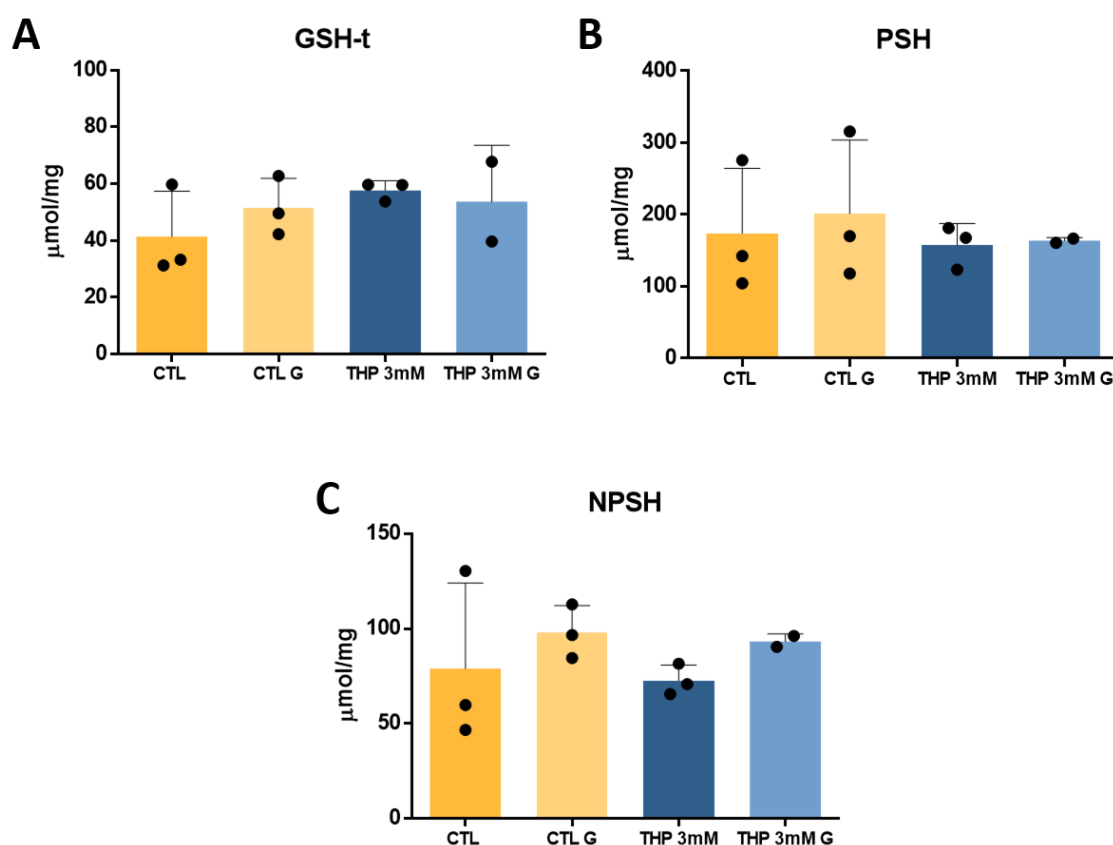 A
GSH-t
μmol/mg
100
80
60
40
20
0
CTL
CTL G
THP 3mM
THP 3mM G
B
PSH
μmol/mg
400
300
200
100
0
CTL
CTL G
THP 3mM
THP 3mM G
C
NPSH
μmol/mg
150
100
50
0
CTL
CTL G
THP 3mM
THP 3mM G